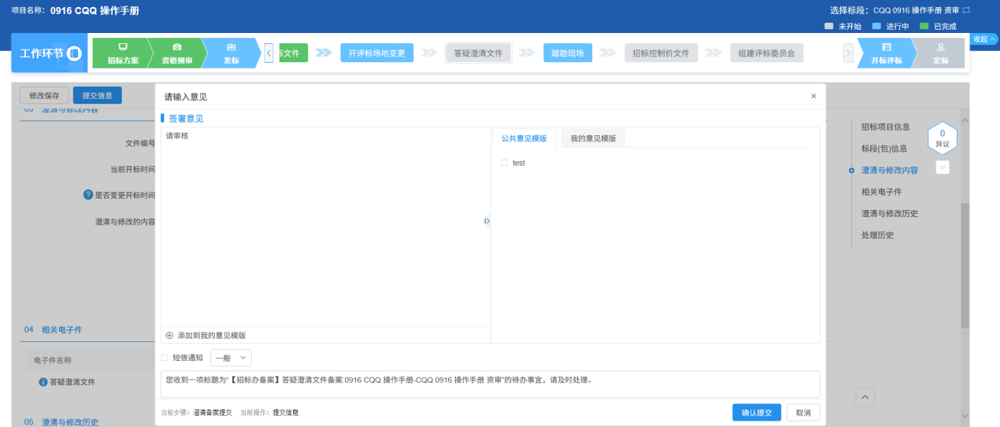 项目名称： 0916 CQQ 操作手册
选择标段： CQQ 0916 操作手册 资审
未开始 进行中 已完成
收起
工作环节
招标方案 资格预审 发标 标文件 开评标场地变更 答疑澄清文件 踏勘现场 招标控制价文件 组建评标委员会 开标评标 定标
修改保存 提交信息
03 澄清与修改内容
文件编号
当前开标时间
是否变更开标时间
澄清与修改的内容
04 相关电子件
电子件名称
答疑澄清文件
05 澄清与修改历史
请输入意见
签署意见
请审核
公共意见模版 我的意见模版
test
添加到我的意见模版
短信通知 一般
您收到一项标题为“【招标办备案】答疑澄清文件备案:0916 CQQ 操作手册-CQQ 0916 操作手册 资审”的待办事宜，请及时处理。
当前步骤：澄清备案提交 当前操作：提交信息
确认提交 取消
招标项目信息
标段(包)信息
澄清与修改内容
相关电子件
澄清与修改历史
处理历史
0
异议